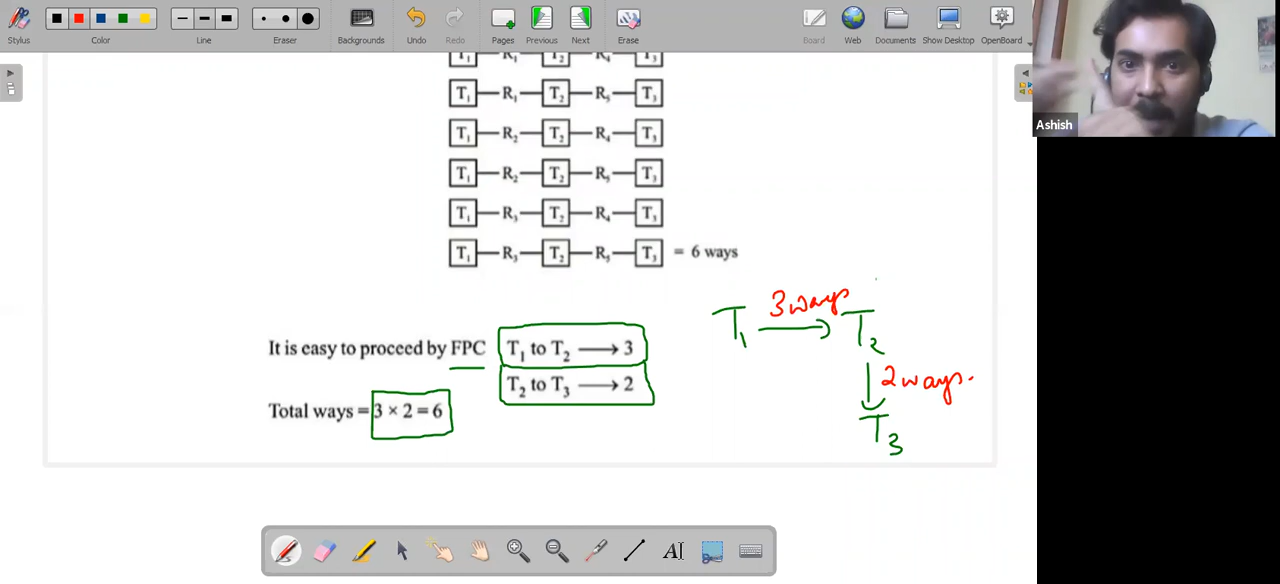 Stylus Color Line Eraser Backgrounds Undo Redo Pages Previous Next Erase Board Web Documents Show Desktop OpenBoard
T₁ R₁ T₂ R₄ T₃
T₁ R₁ T₂ R₅ T₃
T₁ R₂ T₂ R₄ T₃
T₁ R₂ T₂ R₅ T₃
T₁ R₃ T₂ R₄ T₃
T₁ R₃ T₂ R₅ T₃ = 6 ways
Ashish
T₁ 3 ways → T₂
It is easy to proceed by FPC T₁ to T₂ ⟶ 3
T₂ to T₃ ⟶ 2
↓ 2 ways.
Total ways = 3 × 2 = 6
T₃